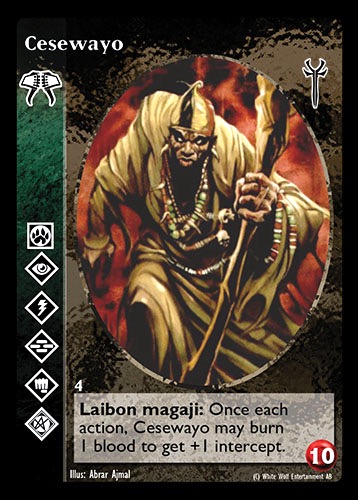 Cesewayo
4
Laibon magaji: Once each
action, Cesewayo may burn
1 blood to get +1 intercept.
10
Illus: Abrar Ajmal
(C) White Wolf Entertainment AB